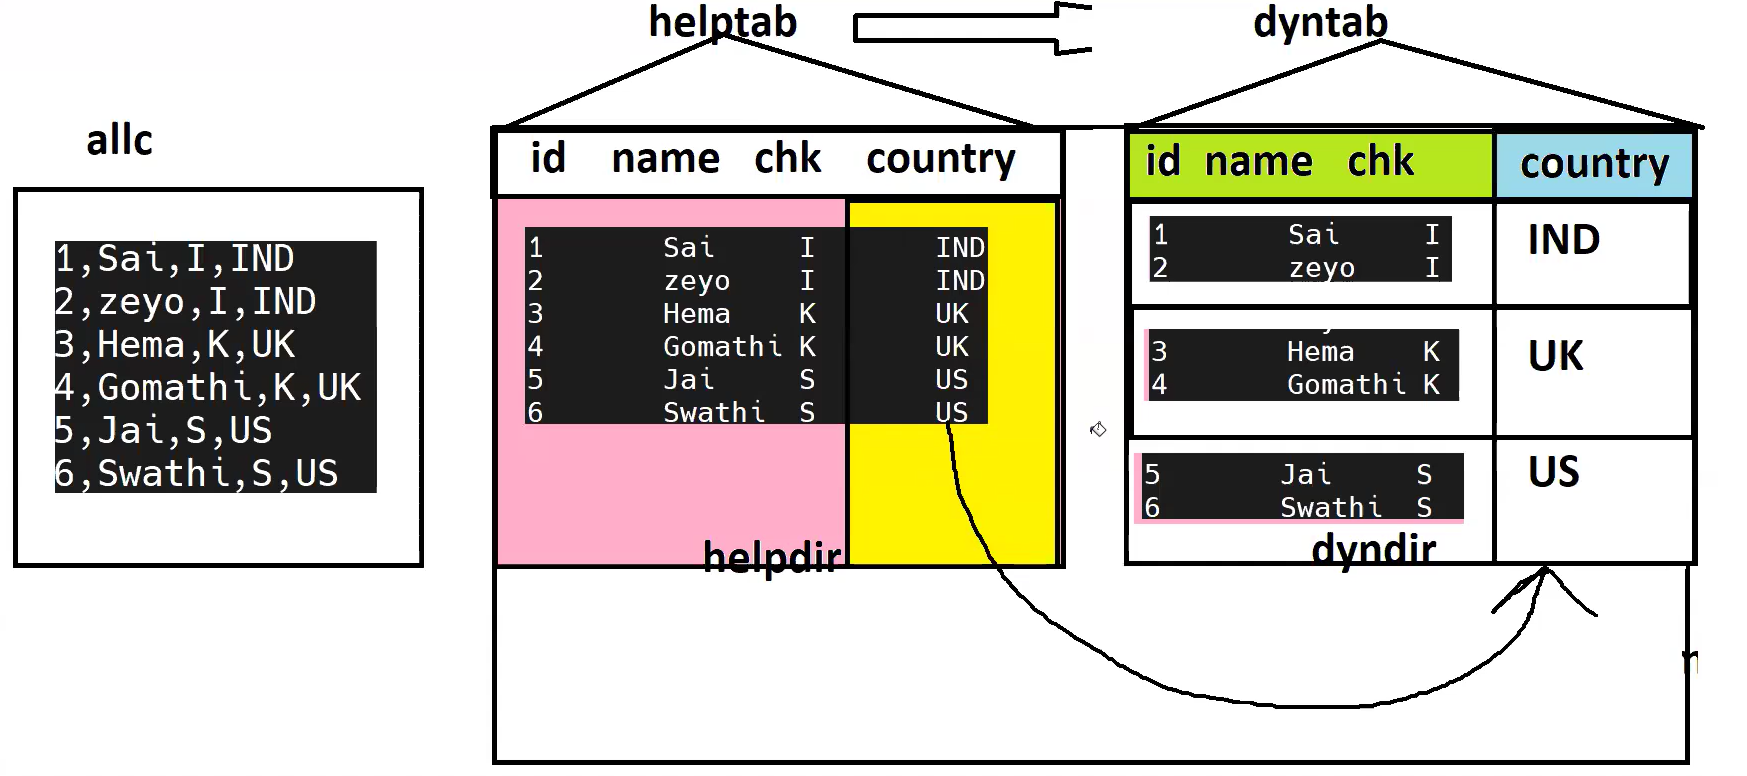 helptab
dyntab
allc
1,Sai,I,IND
2,zeyo,I,IND
3,Hema,K,UK
4,Gomathi,K,UK
5,Jai,S,US
6,Swathi,S,US
id name chk country
1 Sai I IND
2 zeyo I IND
3 Hema K UK
4 Gomathi K UK
5 Jai S US
6 Swathi S US
helpdir
id name chk country
1 Sai I
2 zeyo I
IND
3 Hema K
4 Gomathi K
UK
5 Jai S
6 Swathi S
US
dyndir